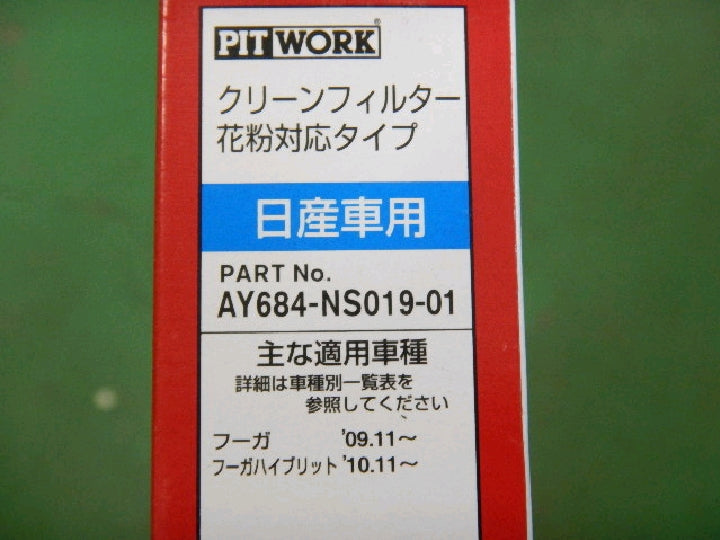 PIT WORK®
クリーンフィルター
花粉対応タイプ
日産車用
PART No.
AY684-NS019-01
主な適用車種
詳細は車種別一覧表を
参照してください
フーガ '09.11～
フーガハイブリット '10.11～